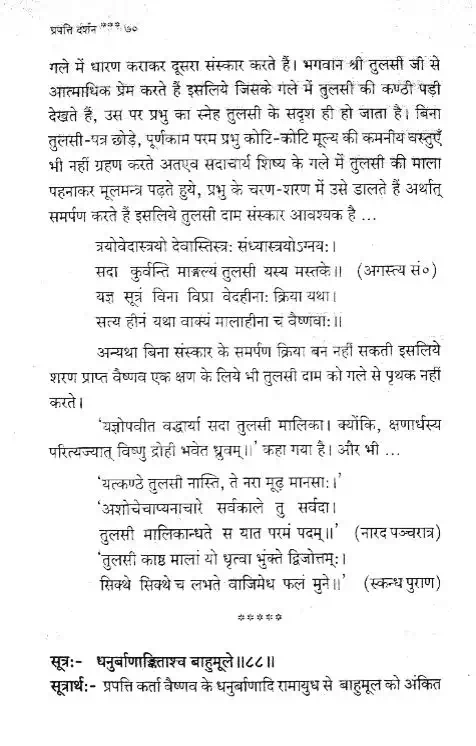 प्रपत्ति दर्शन *** ७०
गले में धारण कराकर दूसरा संस्कार करते हैं। भगवान श्री तुलसी जी से
आत्माधिक प्रेम करते हैं इसलिये जिसके गले में तुलसी की कण्ठी पड़ी
देखते हैं, उस पर प्रभु का स्नेह तुलसी के सदृश ही हो जाता है। बिना
तुलसी-पत्र छोड़े, पूर्णकाम परम प्रभु कोटि-कोटि मूल्य की कमनीय वस्तुएँ
भी नहीं ग्रहण करते अतएव सदाचार्य शिष्य के गले में तुलसी की माला
पहनाकर मूलमन्त्र पढ़ते हुये, प्रभु के चरण-शरण में उसे डालते हैं अर्थात्
समर्पण करते हैं इसलिये तुलसी दाम संस्कार आवश्यक है ...
त्रयोवेदास्त्रयो देवास्तिस्त्रः संध्यास्त्रयोऽग्नयः।
सदा कुर्वन्ति माङ्गल्यं तुलसी यस्य मस्तके॥ (अगस्त्य सं०)
यज्ञ सूत्रं विना विप्रा वेदहीनाः क्रिया यथा।
सत्य हीनं यथा वाक्यं मालाहीना च वैष्णवाः॥
अन्यथा बिना संस्कार के समर्पण क्रिया बन नहीं सकती इसलिये
शरण प्राप्त वैष्णव एक क्षण के लिये भी तुलसी दाम को गले से पृथक नहीं
करते।
'यज्ञोपवीत वद्धार्या सदा तुलसी मालिका। क्योंकि, क्षणार्धस्य
परित्यज्यात् विष्णु द्रोही भवेत ध्रुवम्॥' कहा गया है। और भी ...
'यत्कण्ठे तुलसी नास्ति, ते नरा मूढ़ मानसाः।'
'अशोचेचाप्यनाचारे सर्वकाले तु सर्वदा।
तुलसी मालिकान्धते स यात परमं पदम्॥' (नारद पञ्चरात्र)
'तुलसी काष्ठ मालां यो धृत्वा भुंक्ते द्विजोत्तम्ः।
सिक्थे सिक्थे च लभते वाजिमेध फलं मुने॥' (स्कन्ध पुराण)
*****
सूत्रः- धनुर्बाणाङ्किताश्च बाहुमूले॥८८॥
सूत्रार्थः- प्रपत्ति कर्ता वैष्णव के धनुर्बाणादि रामायुध से बाहुमूल को अंकित